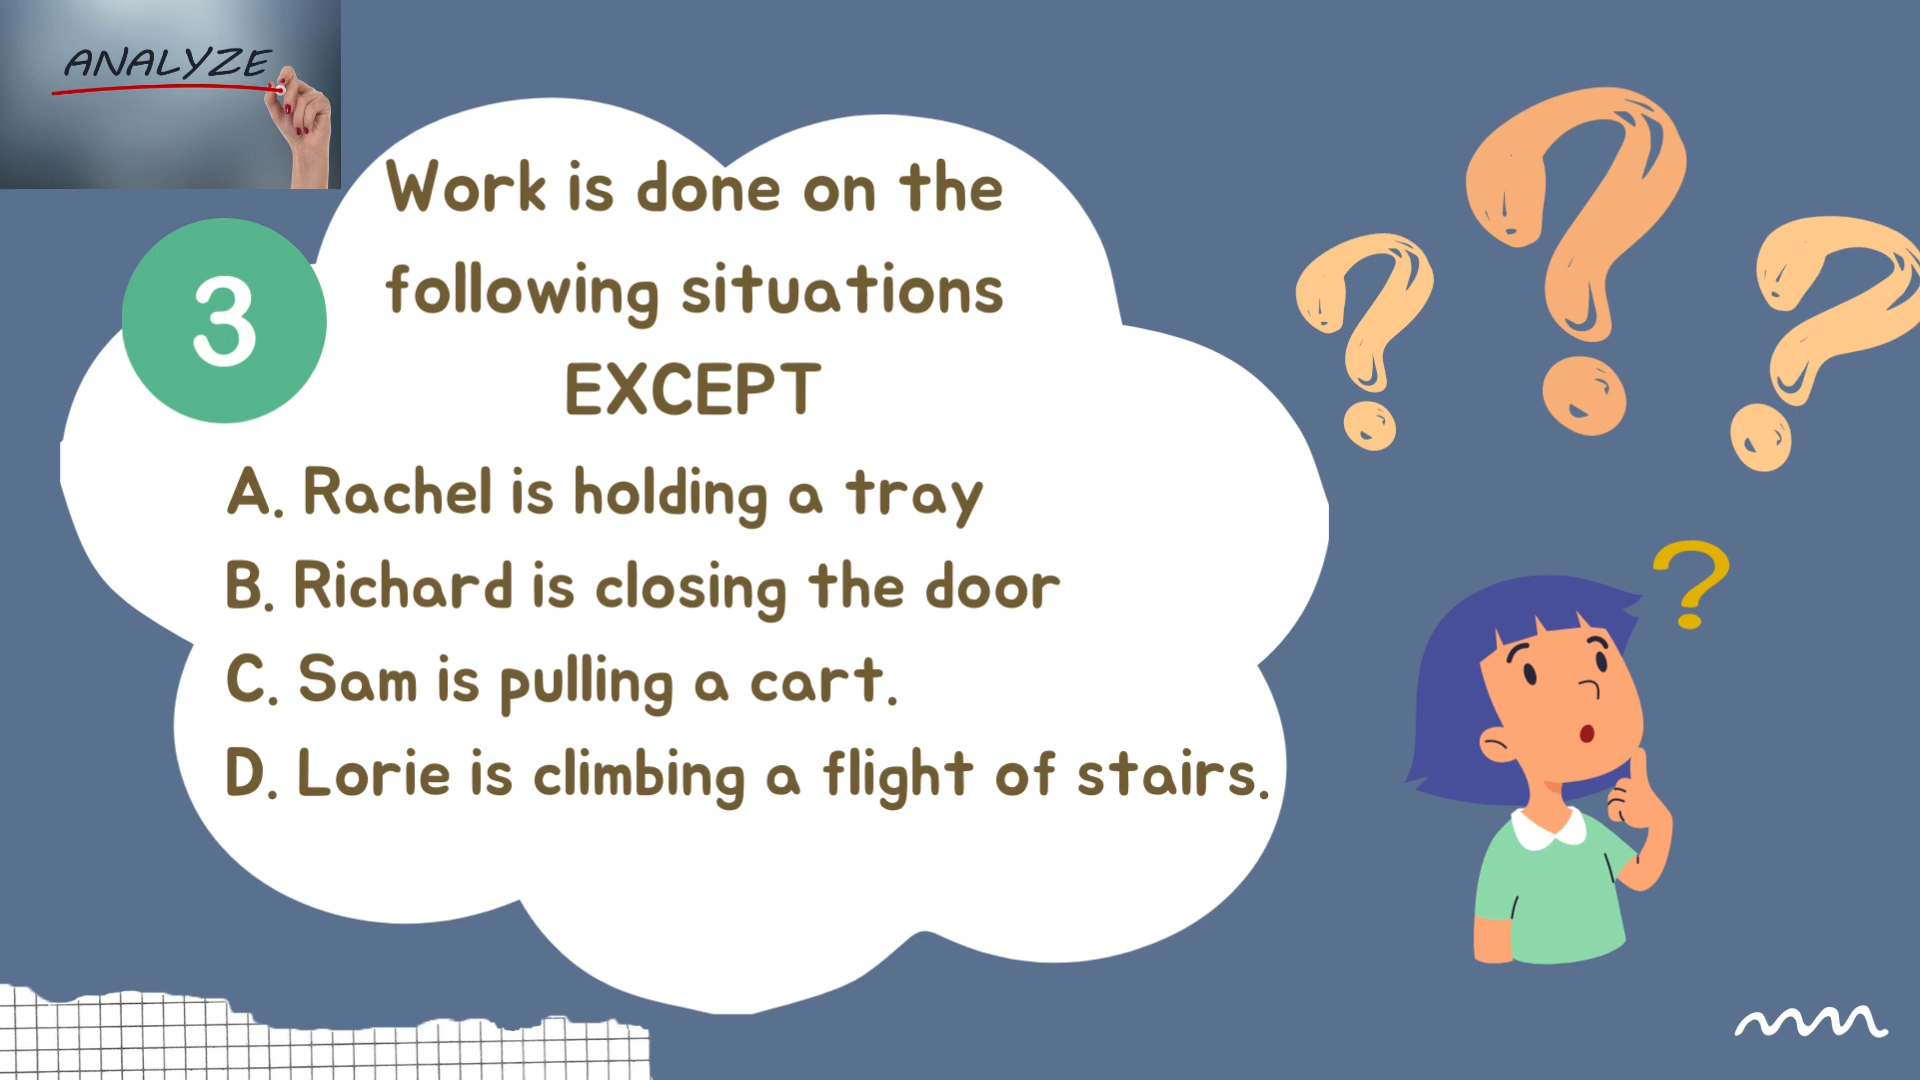 ANALYZE
3
Work is done on the
following situations
EXCEPT
A. Rachel is holding a tray
B. Richard is closing the door
C. Sam is pulling a cart.
D. Lorie is climbing a flight of stairs.
?